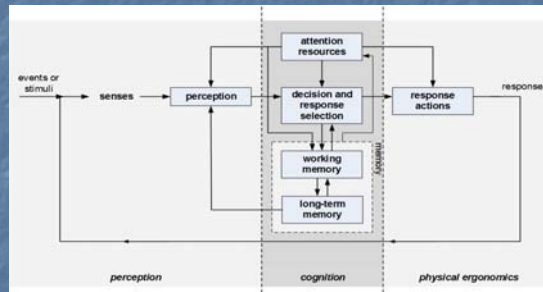 attention
resources
events or
stimuli
senses
perception
decision and
response
selection
response
actions
response
working
memory
memory
long-term
memory
perception
cognition
physical ergonomics